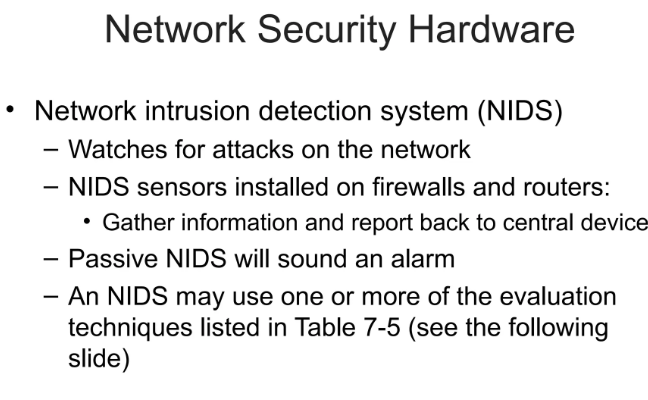 Network Security Hardware
• Network intrusion detection system (NIDS)
– Watches for attacks on the network
– NIDS sensors installed on firewalls and routers:
• Gather information and report back to central device
– Passive NIDS will sound an alarm
– An NIDS may use one or more of the evaluation
techniques listed in Table 7-5 (see the following
slide)